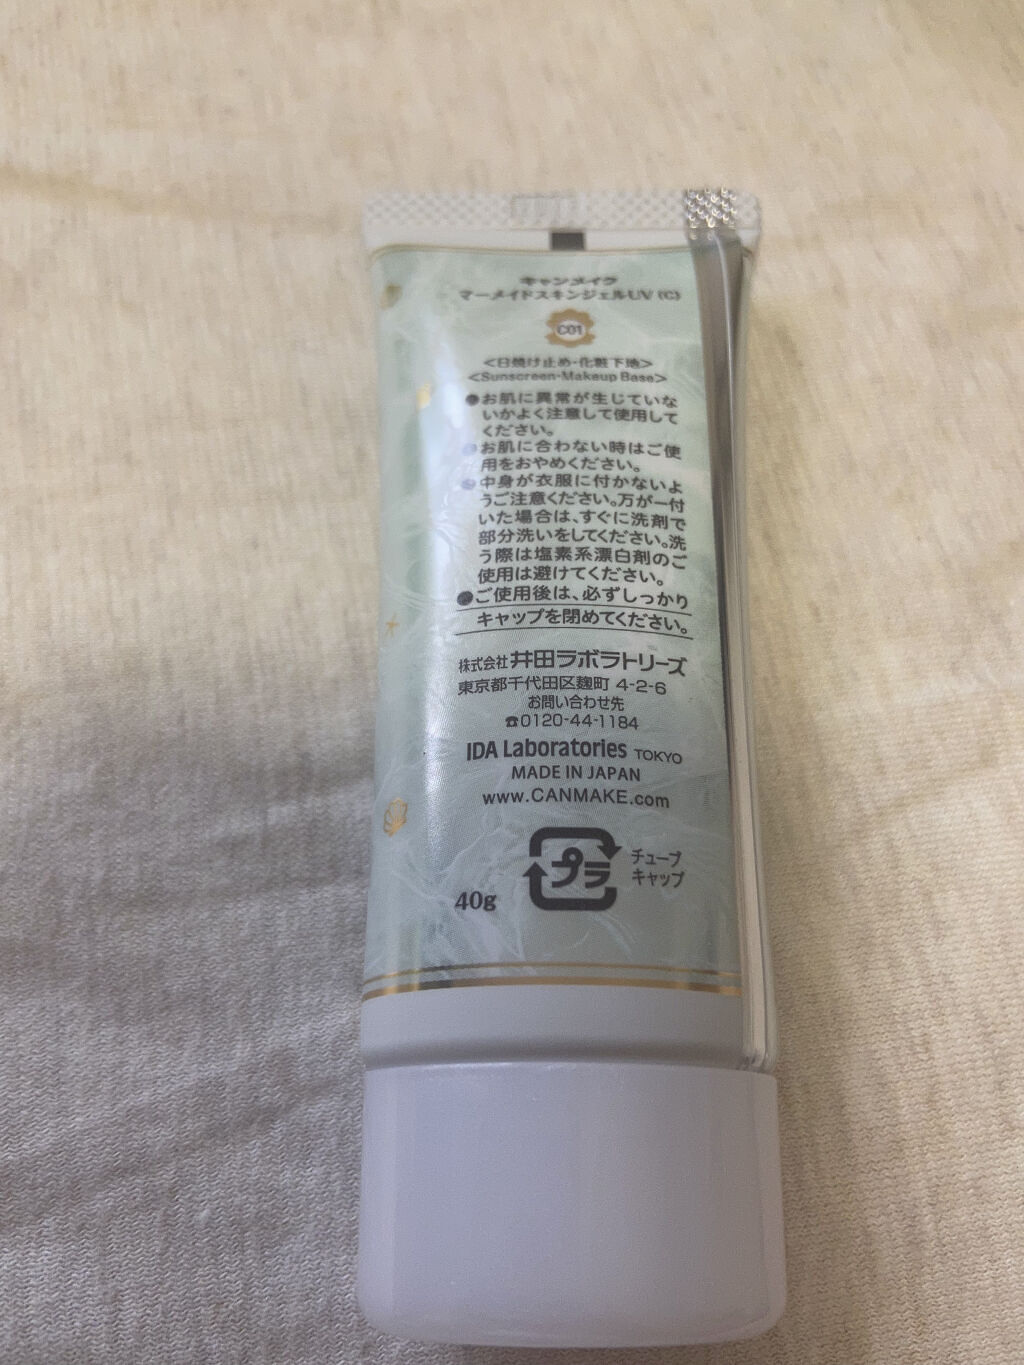 キャンメイク
マーメイドスキンジェルUV (C)
C01
<日焼け止め・化粧下地>
<Sunscreen・Makeup Base>
●お肌に異常が生じていな
いかよく注意して使用して
ください。
●お肌に合わない時はご使
用をおやめください。
●中身が衣服に付かないよ
うご注意ください。万が一付
いた場合は、すぐに洗剤で
部分洗いをしてください。洗
う際は塩素系漂白剤のご
使用は避けてください。
●ご使用後は、必ずしっかり
キャップを閉めてください。
株式会社 井田ラボラトリーズ
東京都千代田区麹町 4-2-6
お問い合わせ先
☎0120-44-1184
IDA Laboratories TOKYO
MADE IN JAPAN
www.CANMAKE.com
プラ
チューブ
キャップ
40g